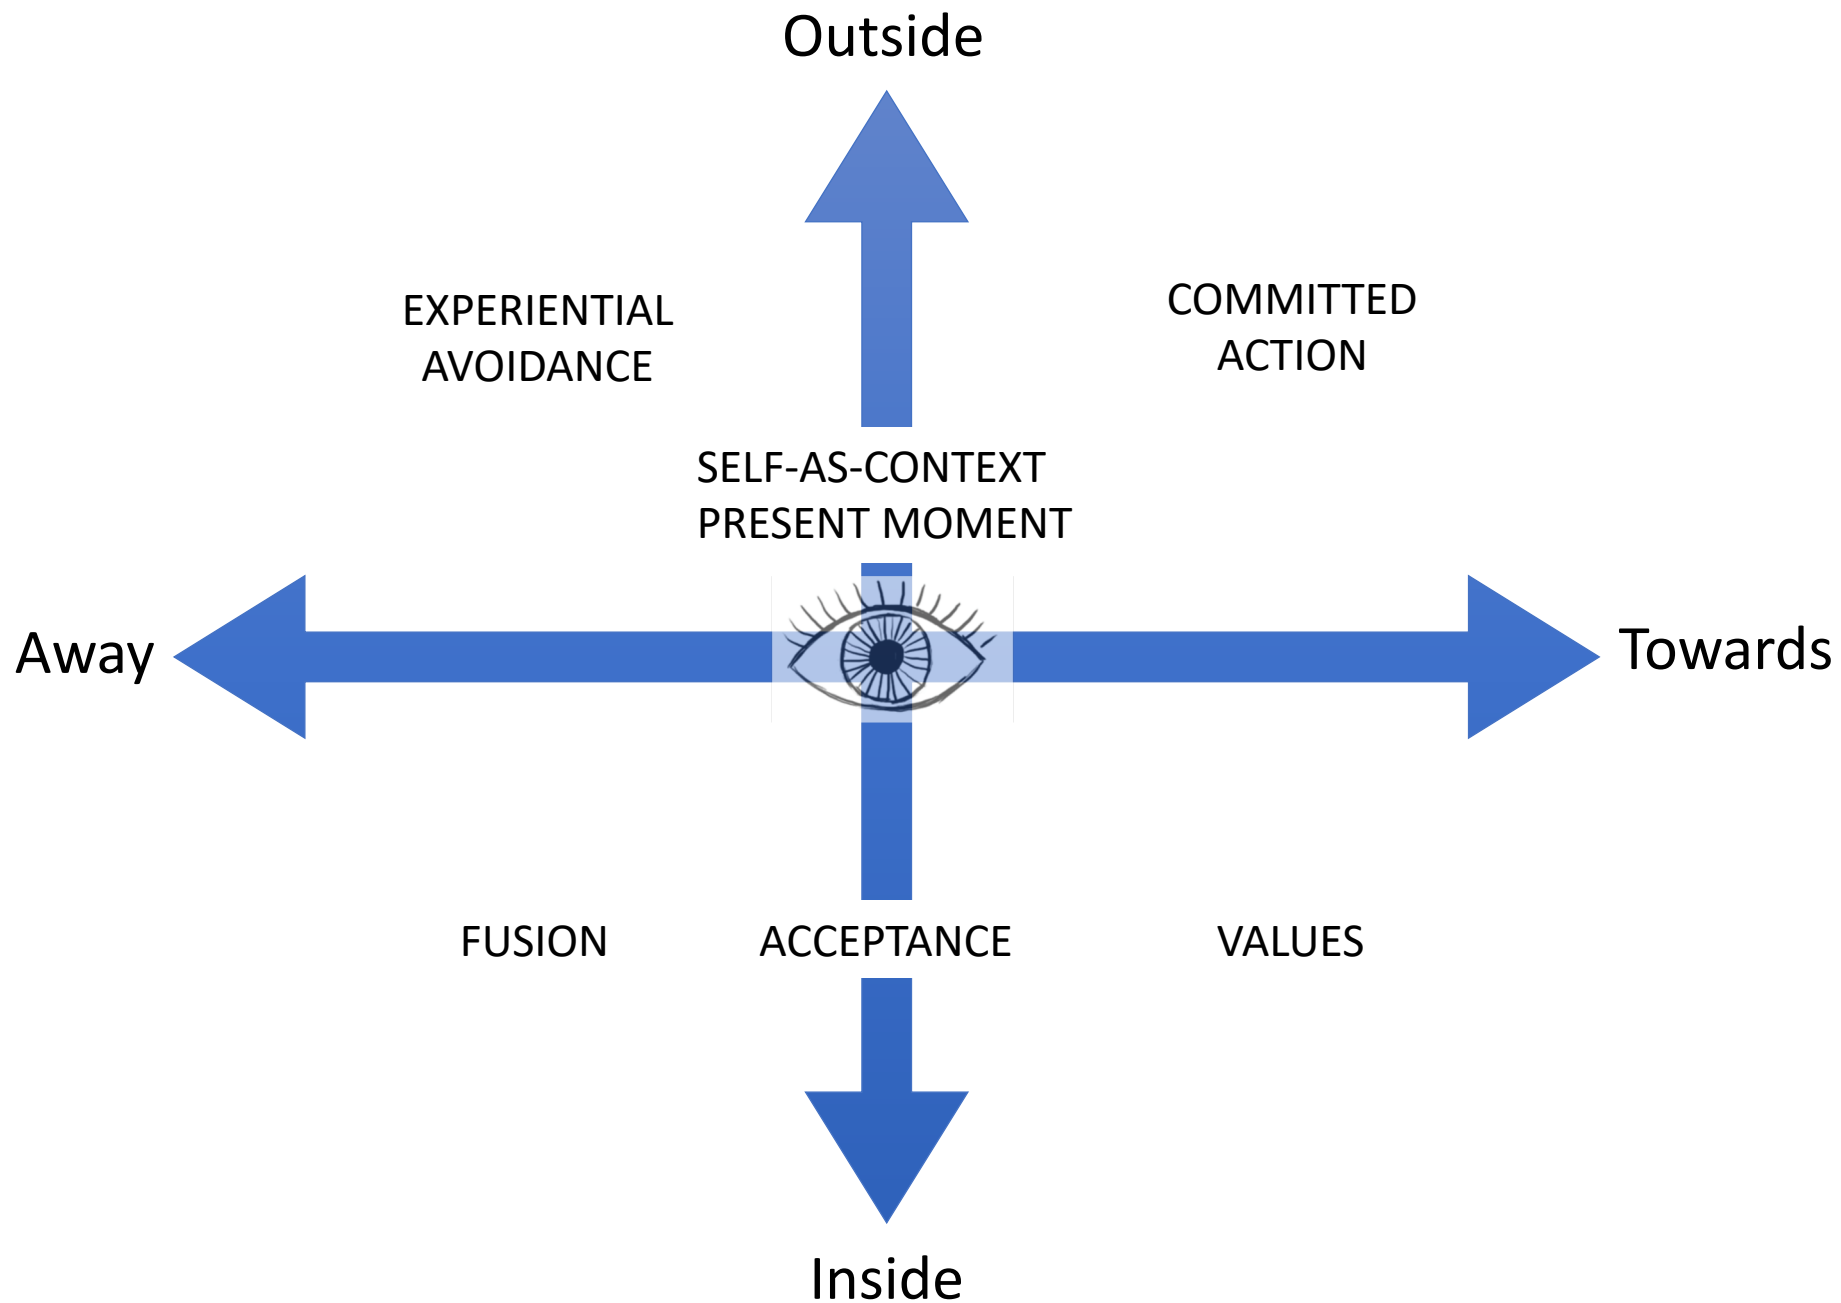 Outside
EXPERIENTIAL
AVOIDANCE
COMMITTED
ACTION
SELF-AS-CONTEXT
PRESENT MOMENT
Away
Towards
FUSION
ACCEPTANCE
VALUES
Inside